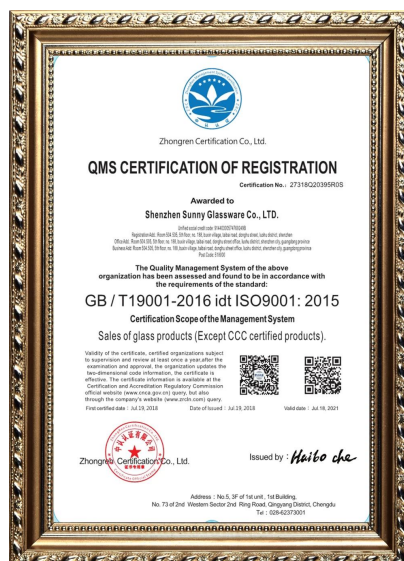 Zhongren Certification Co., Ltd.
QMS CERTIFICATION OF REGISTRATION
Certification No.: 27318Q20395R0S
Awarded to
Shenzhen Sunny Glassware Co., LTD.
The Quality Management System of the above
organization has been assessed and found to be in accordance with
the requirements of the standard:
GB / T19001-2016 idt ISO9001: 2015
Certification Scope of the Management System
Sales of glass products (Except CCC certified products).
Validity of the certificate, certified organizations subject
to supervision and review at least once a year,after the
examination and approval, the organization updates the
two-dimensional code information, the certificate is
effective. The certificate information is available at the
Certification and Accreditation Regulatory Commission
official website (www.cnca.gov.cn) query, but also
through the company's website (www.zrcln.com) query.
First certified date : Jul.19, 2018
Date of Issued : Jul.19, 2018
Valid date : Jul 18, 2021
Zhongren Certification Co., Ltd.
Issued by : Haibo che
Address : No.5, 3F of 1st unit , 1st Building,
No. 73 of 2nd Western Sector 2nd Ring Road, Qingyang District, Chengdu
Tel : 028-62373001